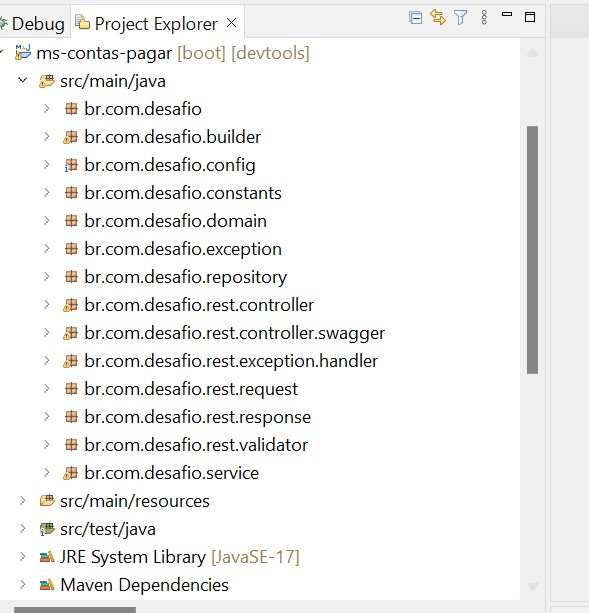 Debug Project Explorer
ms-contas-pagar [boot] [devtools]
src/main/java
br.com.desafio
br.com.desafio.builder
br.com.desafio.config
br.com.desafio.constants
br.com.desafio.domain
br.com.desafio.exception
br.com.desafio.repository
br.com.desafio.rest.controller
br.com.desafio.rest.controller.swagger
br.com.desafio.rest.exception.handler
br.com.desafio.rest.request
br.com.desafio.rest.response
br.com.desafio.rest.validator
br.com.desafio.service
src/main/resources
src/test/java
JRE System Library [JavaSE-17]
Maven Dependencies